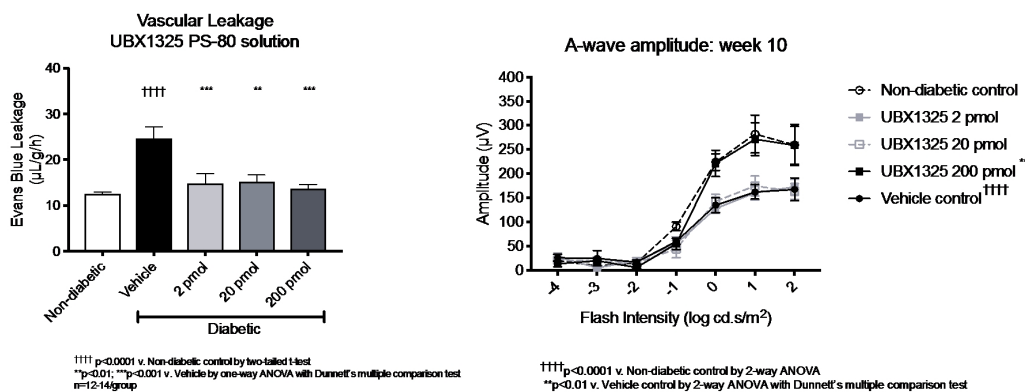 Vascular Leakage
UBX1325 PS-80 solution
Evans Blue Leakage
(µL/g/h)
40
30
20
10
0
††††
***
**
***
Non-diabetic
Vehicle
2 pmol
20 pmol
200 pmol
Diabetic
†††† p<0.0001 v. Non-diabetic control by two-tailed t-test
**p<0.01; ***p<0.001 v. Vehicle by one-way ANOVA with Dunnett's multiple comparison test
n=12-14/group
A-wave amplitude: week 10
Amplitude (µV)
400
350
300
250
200
150
100
50
0
-4
-3
-2
-1
0
1
2
Flash Intensity (log cd.s/m²)
Non-diabetic control
UBX1325 2 pmol
UBX1325 20 pmol
UBX1325 200 pmol **
Vehicle control††††
††††p<0.0001 v. Non-diabetic control by 2-way ANOVA
**p<0.01 v. Vehicle control by 2-way ANOVA with Dunnett's multiple comparison test